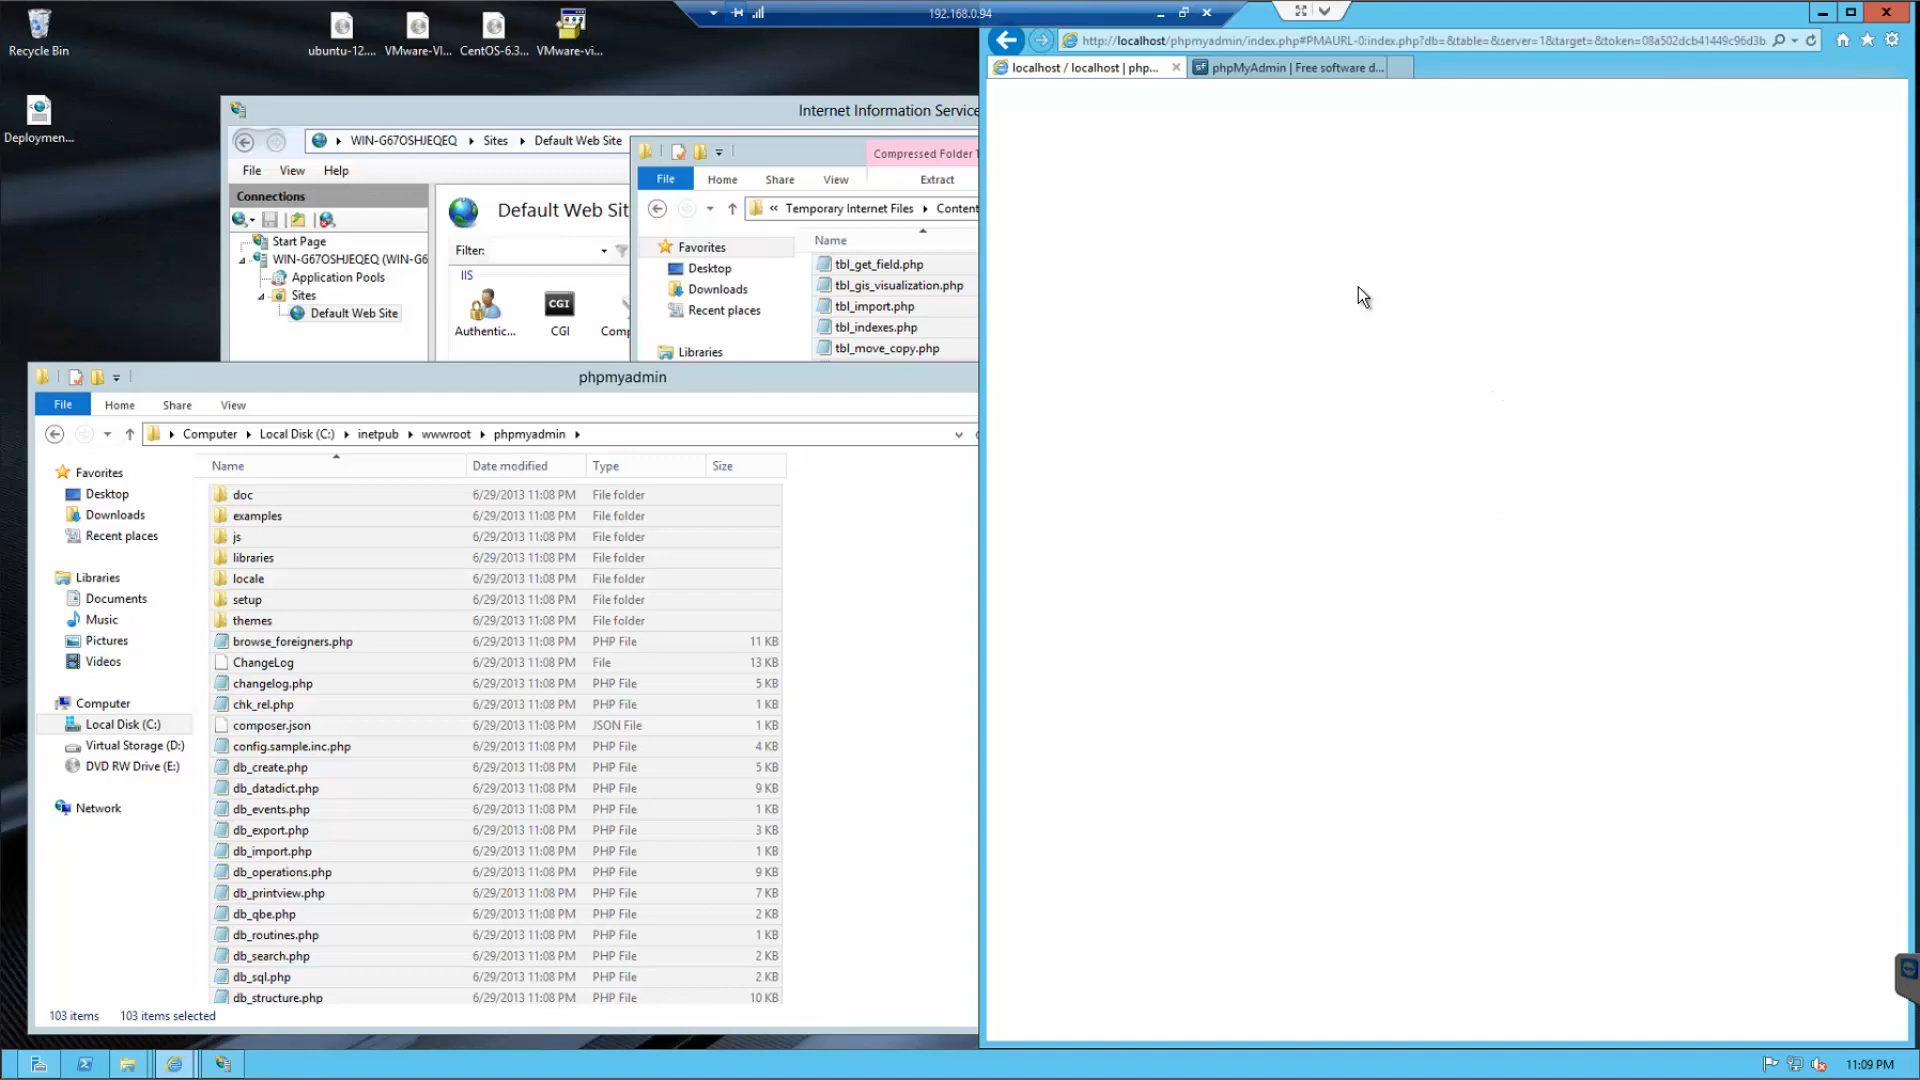 Recycle Bin
ubuntu-12....
VMware-VI...
CentOS-6.3...
VMware-vi...
Deploymen...
192.168.0.94
http://localhost/phpmyadmin/index.php#PMAURL-0:index.php?db=&table=&server=1&target=&token=08a502dcb41449c96d3b
localhost / localhost | php...
phpMyAdmin | Free software d...
Internet Information Service
WIN-G67OSHJEQEQ
Sites
Default Web Site
File
View
Help
Connections
Start Page
WIN-G67OSHJEQEQ (WIN-G6
Application Pools
Sites
Default Web Site
Default Web Sit
Filter:
IIS
Authentic...
CGI
CGI
Comp
Compressed Folder T
File
Home
Share
View
Extract
« Temporary Internet Files
Conten
Favorites
Desktop
Downloads
Recent places
Libraries
Name
tbl_get_field.php
tbl_gis_visualization.php
tbl_import.php
tbl_indexes.php
tbl_move_copy.php
phpmyadmin
File
Home
Share
View
Computer
Local Disk (C:)
inetpub
wwwroot
phpmyadmin
Favorites
Desktop
Downloads
Recent places
Libraries
Documents
Music
Pictures
Videos
Computer
Local Disk (C:)
Virtual Storage (D:)
DVD RW Drive (E:)
Network
Name Date modified Type Size
doc 6/29/2013 11:08 PM File folder
examples 6/29/2013 11:08 PM File folder
js 6/29/2013 11:08 PM File folder
libraries 6/29/2013 11:08 PM File folder
locale 6/29/2013 11:08 PM File folder
setup 6/29/2013 11:08 PM File folder
themes 6/29/2013 11:08 PM File folder
browse_foreigners.php 6/29/2013 11:08 PM PHP File 11 KB
ChangeLog 6/29/2013 11:08 PM File 13 KB
changelog.php 6/29/2013 11:08 PM PHP File 5 KB
chk_rel.php 6/29/2013 11:08 PM PHP File 1 KB
composer.json 6/29/2013 11:08 PM JSON File 1 KB
config.sample.inc.php 6/29/2013 11:08 PM PHP File 4 KB
db_create.php 6/29/2013 11:08 PM PHP File 5 KB
db_datadict.php 6/29/2013 11:08 PM PHP File 9 KB
db_events.php 6/29/2013 11:08 PM PHP File 1 KB
db_export.php 6/29/2013 11:08 PM PHP File 3 KB
db_import.php 6/29/2013 11:08 PM PHP File 1 KB
db_operations.php 6/29/2013 11:08 PM PHP File 9 KB
db_printview.php 6/29/2013 11:08 PM PHP File 7 KB
db_qbe.php 6/29/2013 11:08 PM PHP File 2 KB
db_routines.php 6/29/2013 11:08 PM PHP File 1 KB
db_search.php 6/29/2013 11:08 PM PHP File 2 KB
db_sql.php 6/29/2013 11:08 PM PHP File 2 KB
db_structure.php 6/29/2013 11:08 PM PHP File 10 KB
103 items 103 items selected
11:09 PM